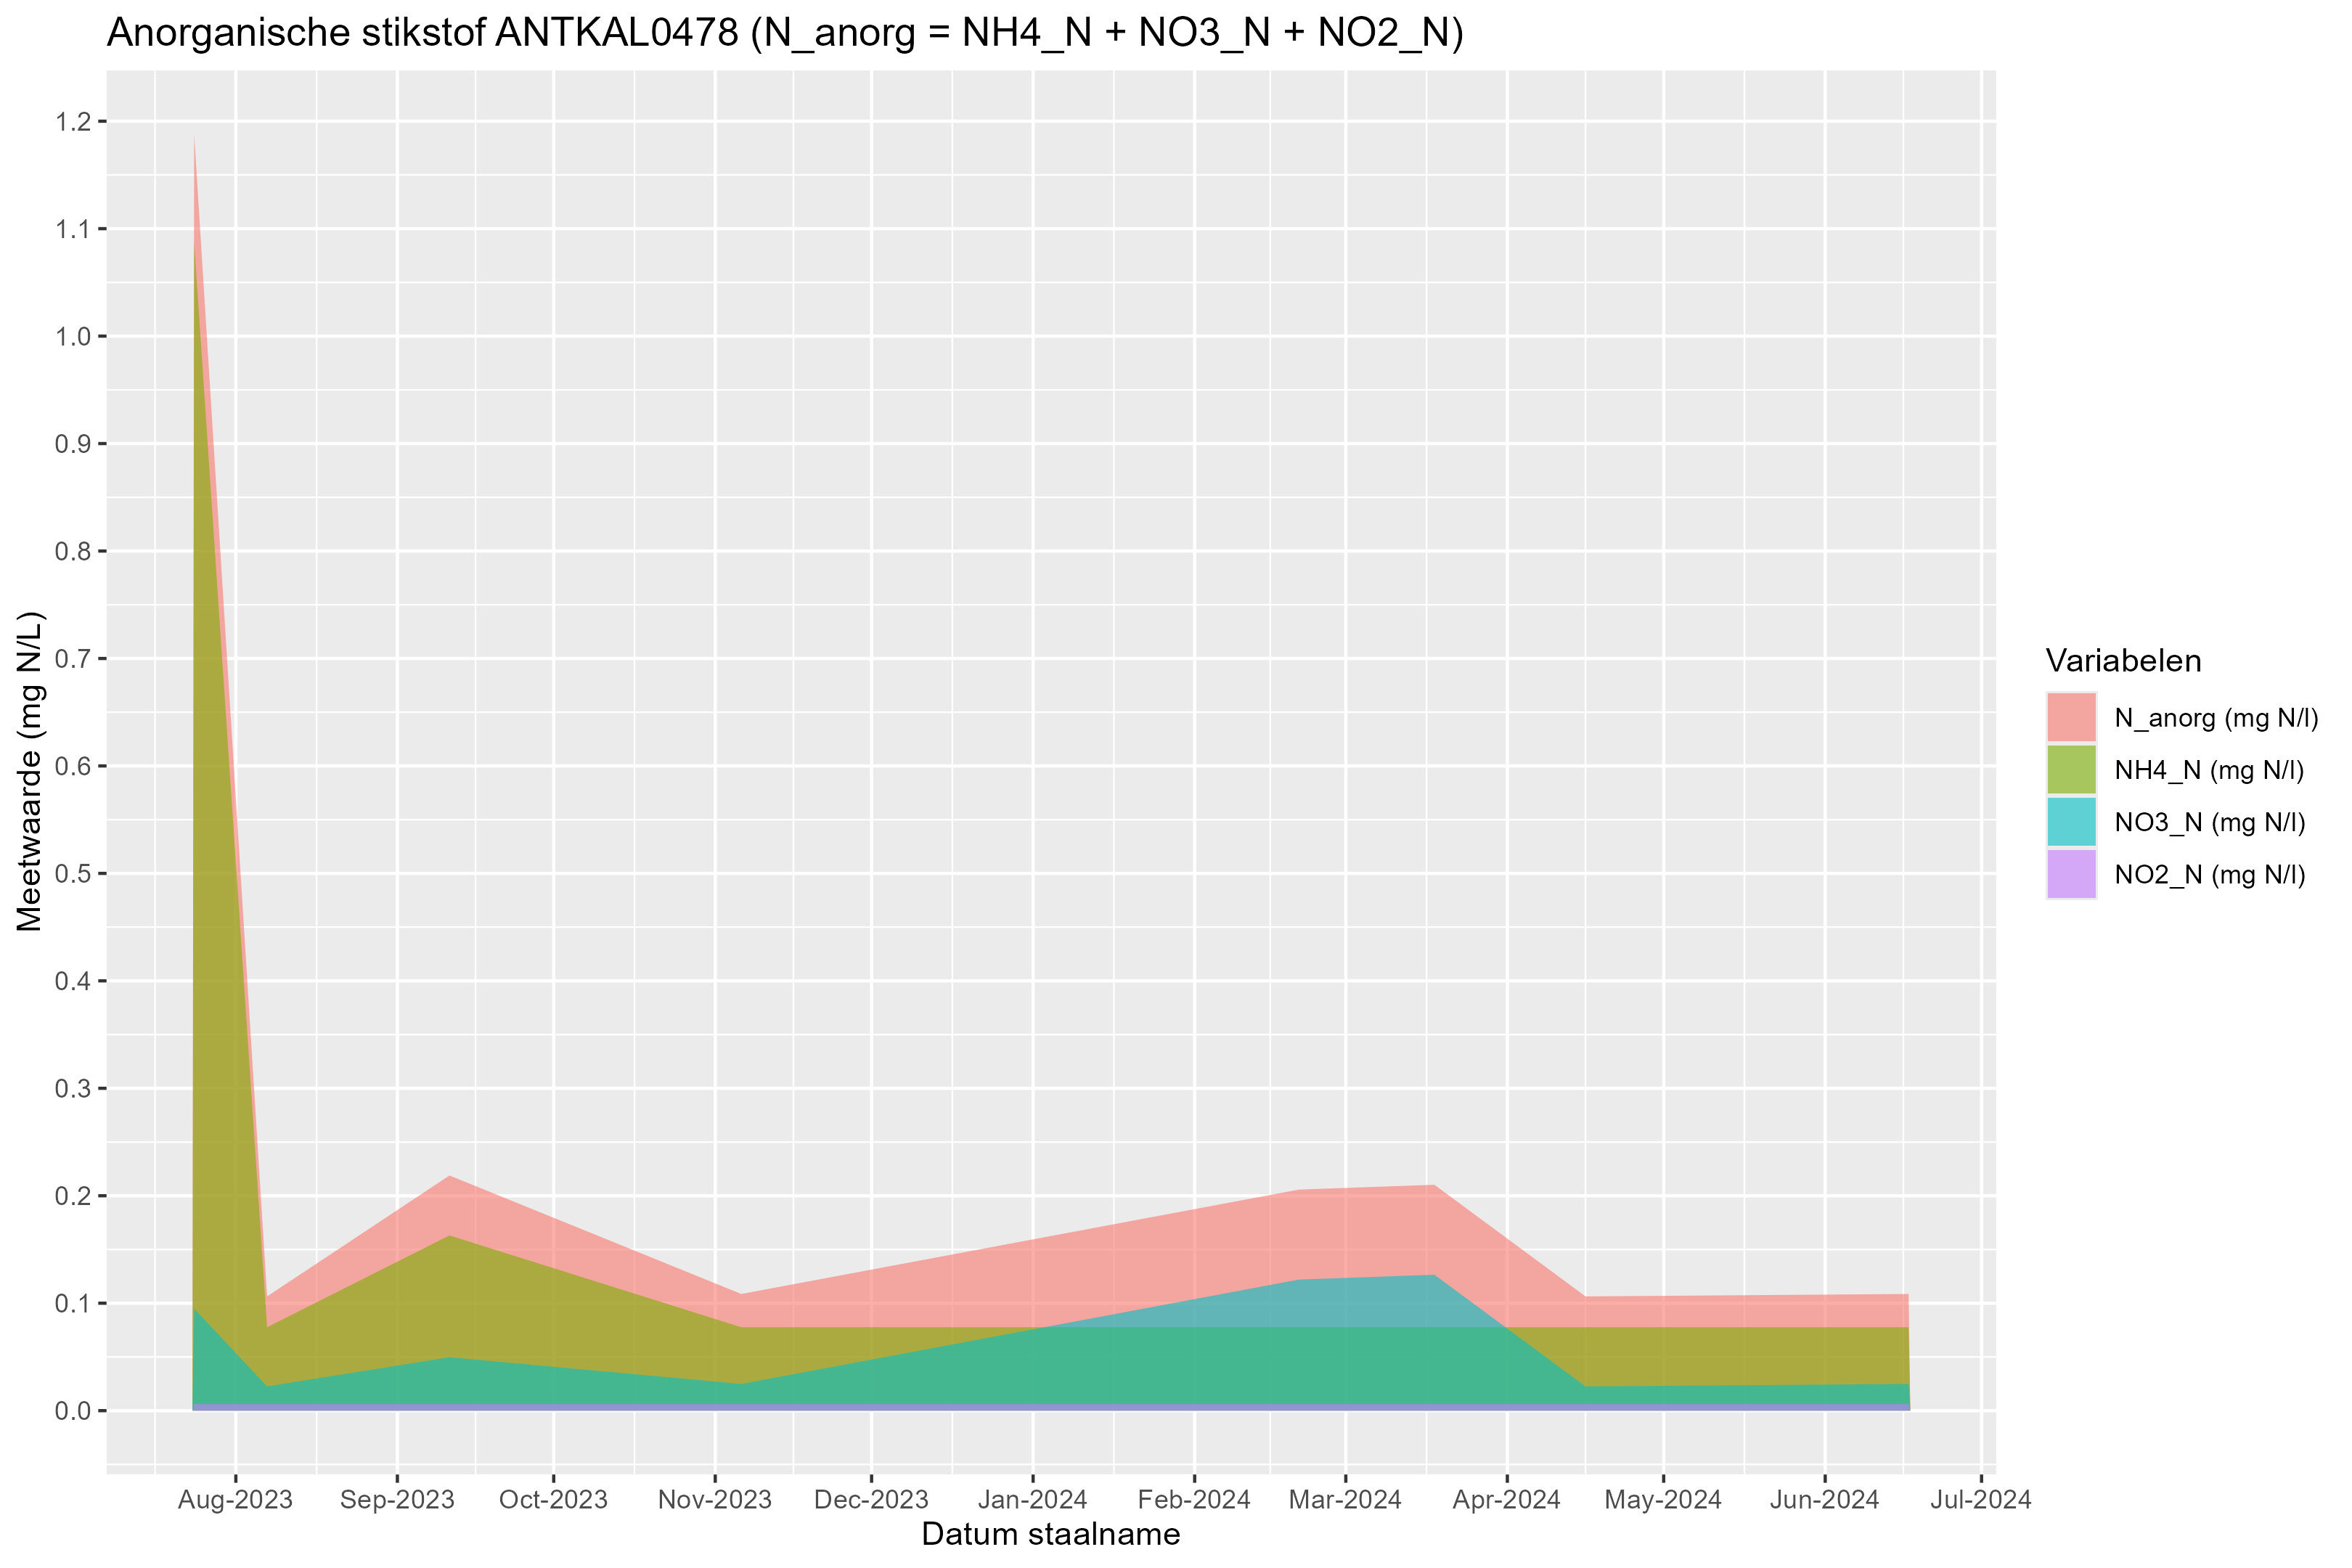 Anorganische stikstof ANTKAL0478 (N_anorg = NH4_N + NO3_N + NO2_N)
1.2
1.1
1.0
0.9
0.8
0.7
0.6
0.5
0.4
0.3
0.2
0.1
0.0
Meetwaarde (mg N/L)
Aug-2023 Sep-2023 Oct-2023 Nov-2023 Dec-2023 Jan-2024 Feb-2024 Mar-2024 Apr-2024 May-2024 Jun-2024 Jul-2024
Datum staalname
Variabelen
N_anorg (mg N/l)
NH4_N (mg N/l)
NO3_N (mg N/l)
NO2_N (mg N/l)